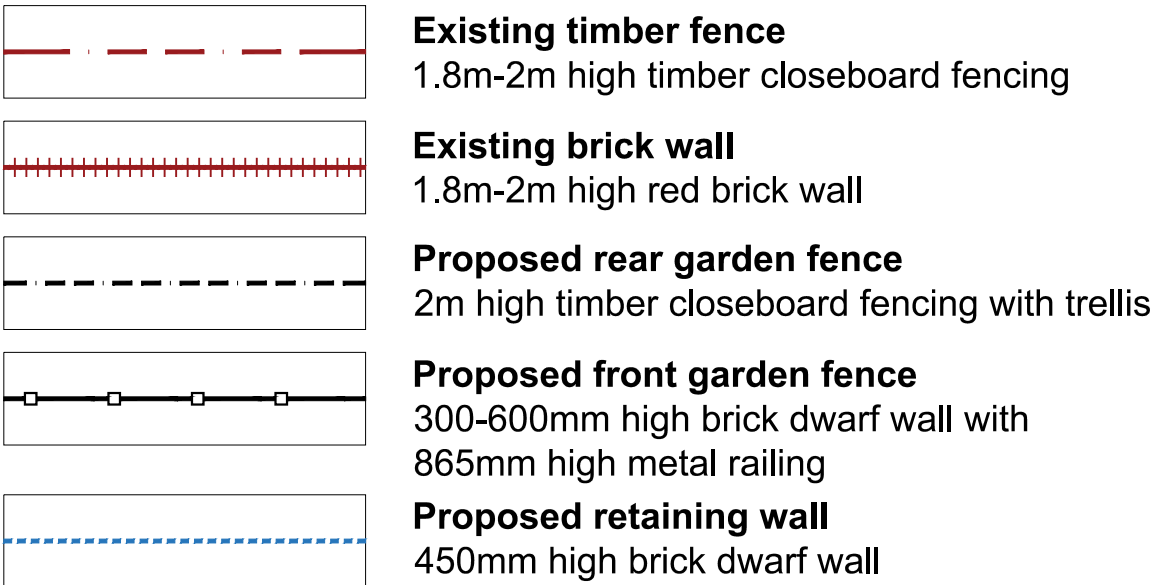 Existing timber fence
1.8m-2m high timber closeboard fencing
Existing brick wall
1.8m-2m high red brick wall
Proposed rear garden fence
2m high timber closeboard fencing with trellis
Proposed front garden fence
300-600mm high brick dwarf wall with
865mm high metal railing
Proposed retaining wall
450mm high brick dwarf wall